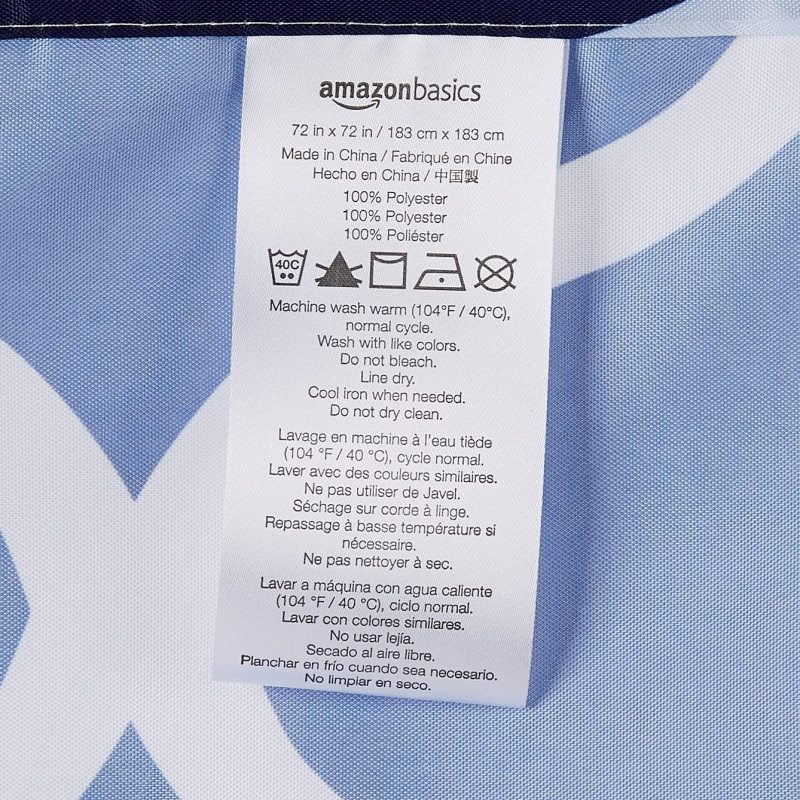 amazonbasics
72 in x 72 in / 183 cm x 183 cm
Made in China / Fabriqué en Chine
Hecho en China / 中国製
100% Polyester
100% Polyester
100% Poliéster
40C
Machine wash warm (104°F / 40°C),
normal cycle.
Wash with like colors.
Do not bleach.
Line dry.
Cool iron when needed.
Do not dry clean.
Lavage en machine à l'eau tiède
(104 °F / 40 °C), cycle normal.
Laver avec des couleurs similaires.
Ne pas utiliser de Javel.
Séchage sur corde à linge.
Repassage à basse température si
nécessaire.
Ne pas nettoyer à sec.
Lavar a máquina con agua caliente
(104 °F / 40 °C), ciclo normal.
Lavar con colores similares.
No usar lejía.
Secado al aire libre.
Planchar en frío cuando sea necesario.
No limpiar en seco.